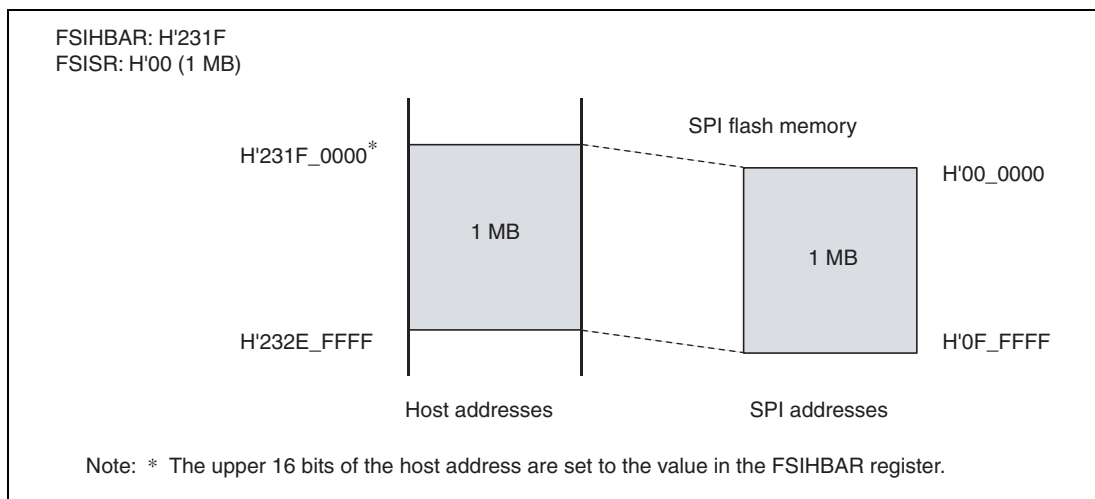 FSIHBAR: H'231F
FSISR: H'00 (1 MB)
SPI flash memory
H'231F_0000*
H'00_0000
1 MB
1 MB
H'232E_FFFF
H'0F_FFFF
Host addresses
SPI addresses
Note: * The upper 16 bits of the host address are set to the value in the FSIHBAR register.